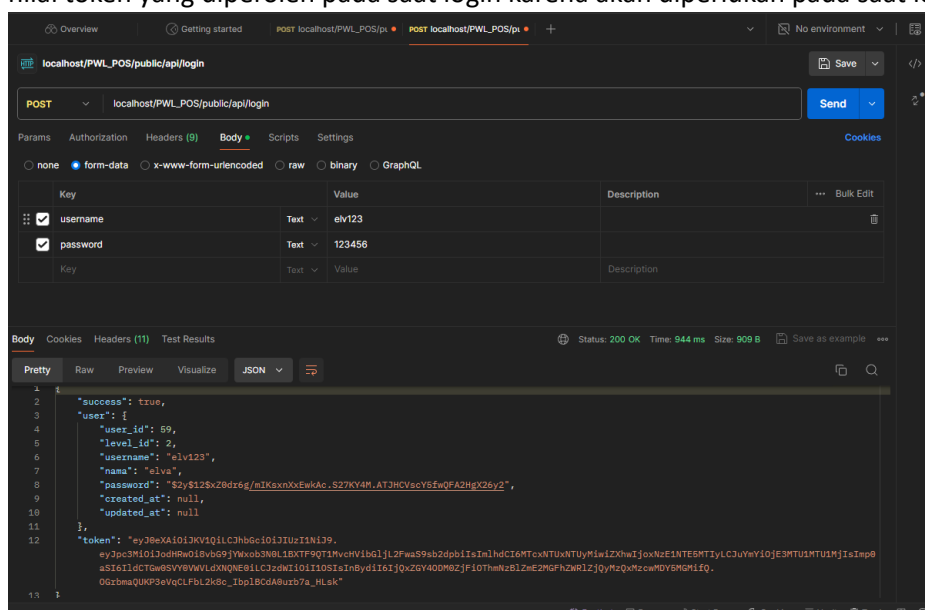 nilai token yang diperoleh pada saat login karena akan diperlukan pada saat
Overview Getting started POST localhost/PWL_POS/pu POST localhost/PWL_POS/pu + No environment
HTTP localhost/PWL_POS/public/api/login Save
POST localhost/PWL_POS/public/api/login Send
Params Authorization Headers (9) Body Scripts Settings Cookies
none form-data x-www-form-urlencoded raw binary GraphQL
Key Value Description ••• Bulk Edit
username Text elv123
password Text 123456
Key Text Value Description
Body Cookies Headers (11) Test Results Status: 200 OK Time: 944 ms Size: 909 B Save as example •••
Pretty Raw Preview Visualize JSON
1 {
2 "success": true,
3 "user": {
4 "user_id": 59,
5 "level_id": 2,
6 "username": "elv123",
7 "nama": "elva",
8 "password": "$2y$12$xZ0dr6g/mIKsxnXxEwkAc.S27KY4M.ATJHCVscY5fwQFA2HgX26y2",
9 "created_at": null,
10 "updated_at": null
11 },
12 "token": "eyJ0eXAiOiJKV1QiLCJhbGciOiJIUzI1NiJ9.
13 }